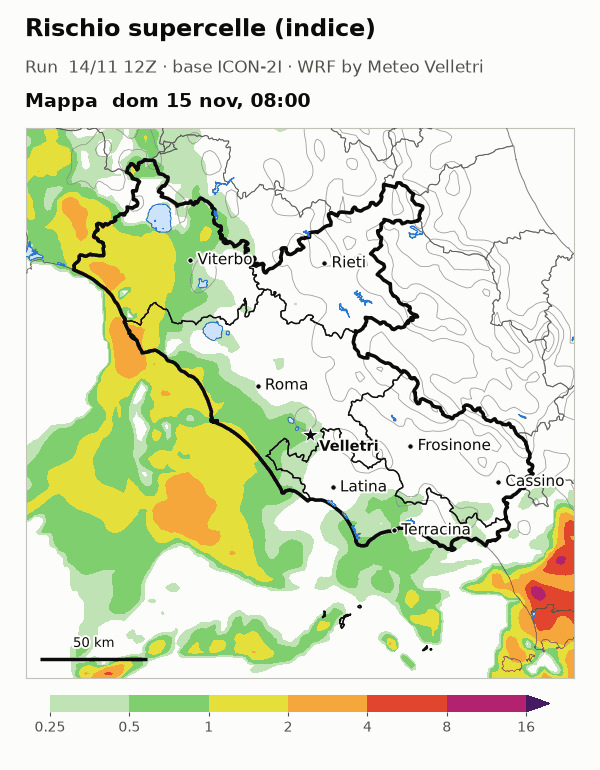 Rischio supercelle (indice)
Run 14/11 12Z · base ICON-2I · WRF by Meteo Velletri
Mappa dom 15 nov, 08:00
Viterbo
Rieti
Roma
Velletri
Frosinone
Latina
Cassino
Terracina
50 km
0.25 0.5 1 2 4 8 16